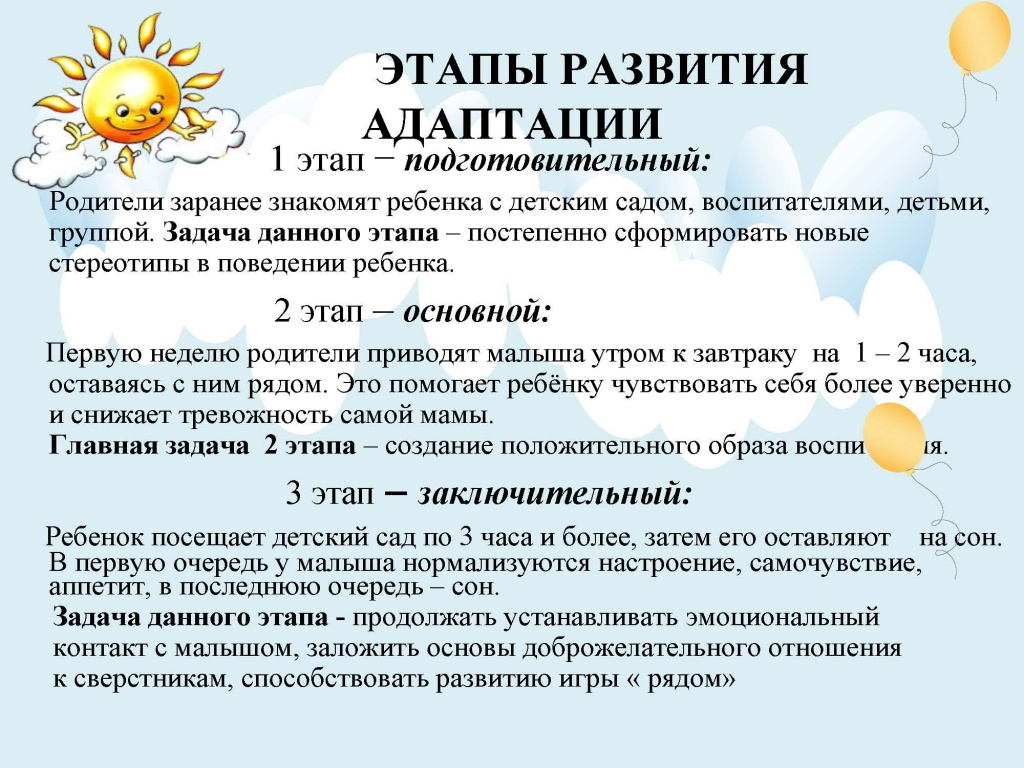 ЭТАПЫ РАЗВИТИЯ
АДАПТАЦИИ
1 этап – подготовительный:
Родители заранее знакомят ребенка с детским садом, воспитателями, детьми,
группой. Задача данного этапа – постепенно сформировать новые
стереотипы в поведении ребенка.
2 этап – основной:
Первую неделю родители приводят малыша утром к завтраку на 1 – 2 часа,
оставаясь с ним рядом. Это помогает ребёнку чувствовать себя более уверенно
и снижает тревожность самой мамы.
Главная задача 2 этапа – создание положительного образа
3 этап – заключительный:
Ребенок посещает детский сад по 3 часа и более, затем его оставляют на сон.
В первую очередь у малыша нормализуются настроение, самочувствие,
аппетит, в последнюю очередь – сон.
Задача данного этапа - продолжать устанавливать эмоциональный
контакт с малышом, заложить основы доброжелательного отношения
к сверстникам, способствовать развитию игры « рядом»